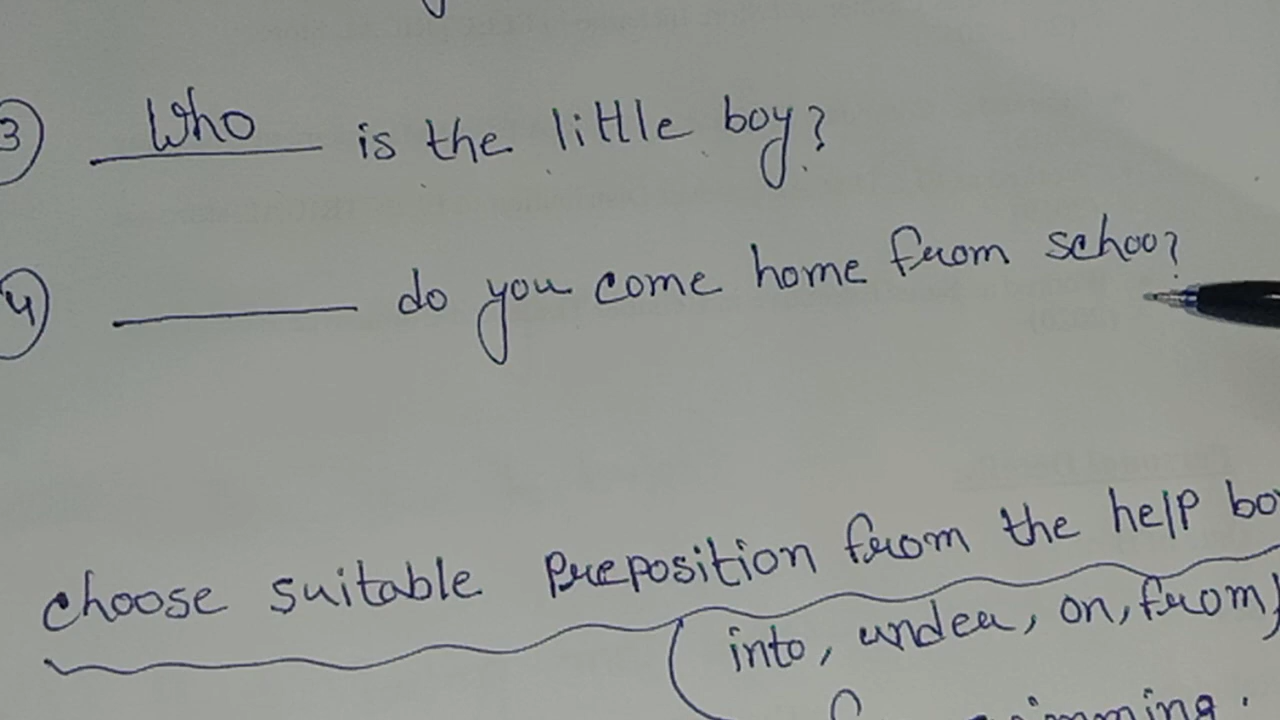 3) Who is the little boy?
4) ______ do you come home from schoo?
choose suitable Preposition from the help
(into, under, on, from)